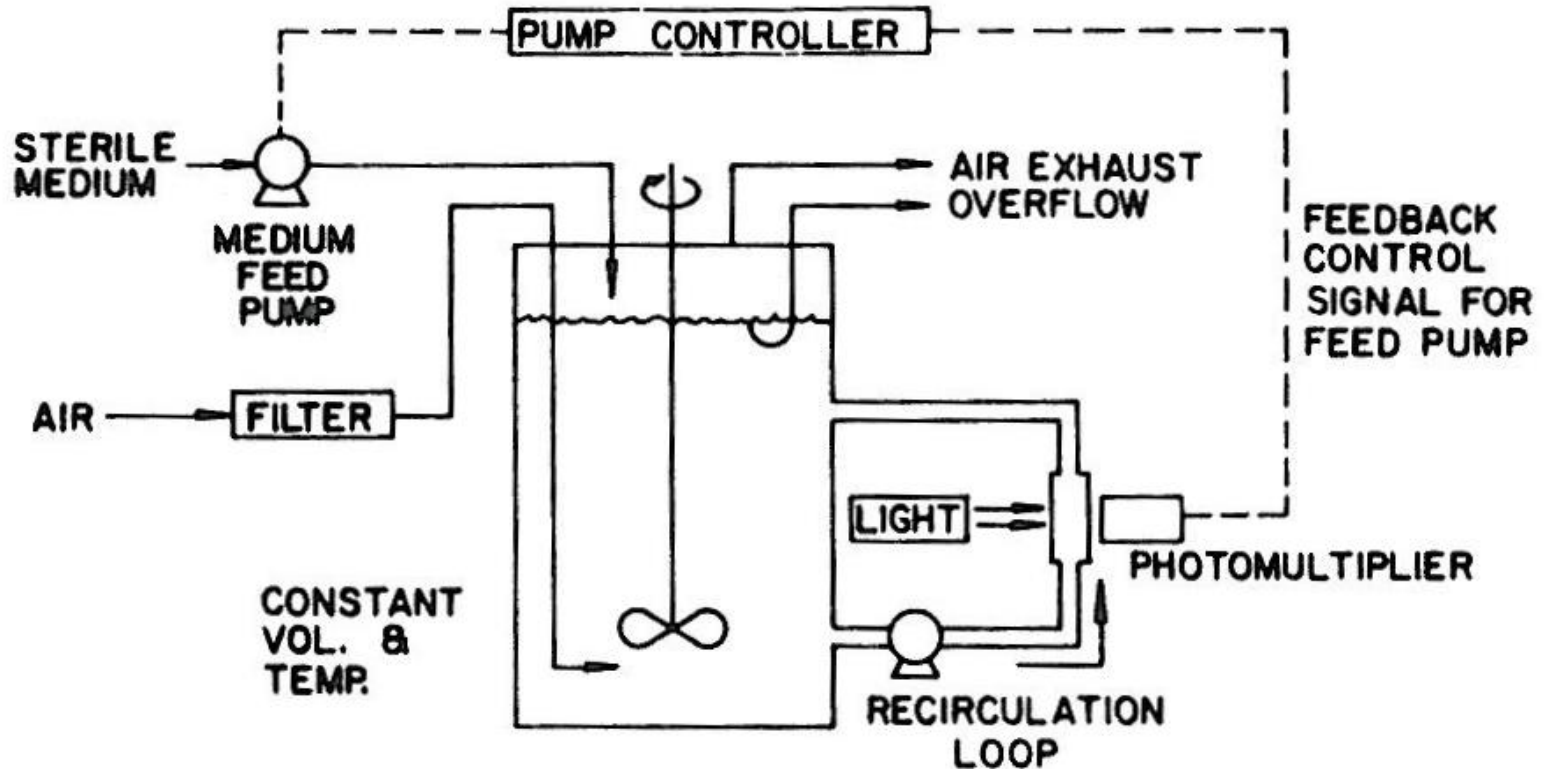 PUMP CONTROLLER
STERILE
MEDIUM
MEDIUM
FEED
PUMP
AIR EXHAUST
OVERFLOW
FEEDBACK
CONTROL
SIGNAL FOR
FEED PUMP
AIR
FILTER
LIGHT
PHOTOMULTIPLIER
CONSTANT
VOL. &
TEMP.
RECIRCULATION
LOOP